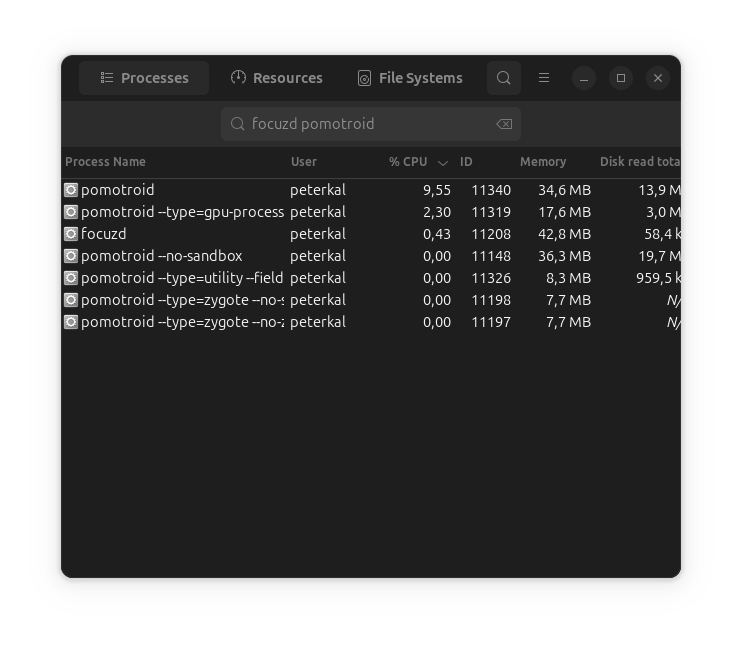 Processes Resources File Systems
focuzd pomotroid
Process Name User % CPU ID Memory Disk read tota
pomotroid peterkal 9,55 11340 34,6 MB 13,9 M
pomotroid --type=gpu-process peterkal 2,30 11319 17,6 MB 3,0 M
focuzd peterkal 0,43 11208 42,8 MB 58,4 k
pomotroid --no-sandbox peterkal 0,00 11148 36,3 MB 19,7 M
pomotroid --type=utility --field peterkal 0,00 11326 8,3 MB 959,5 k
pomotroid --type=zygote --no-s peterkal 0,00 11198 7,7 MB N/
pomotroid --type=zygote --no-z peterkal 0,00 11197 7,7 MB N/